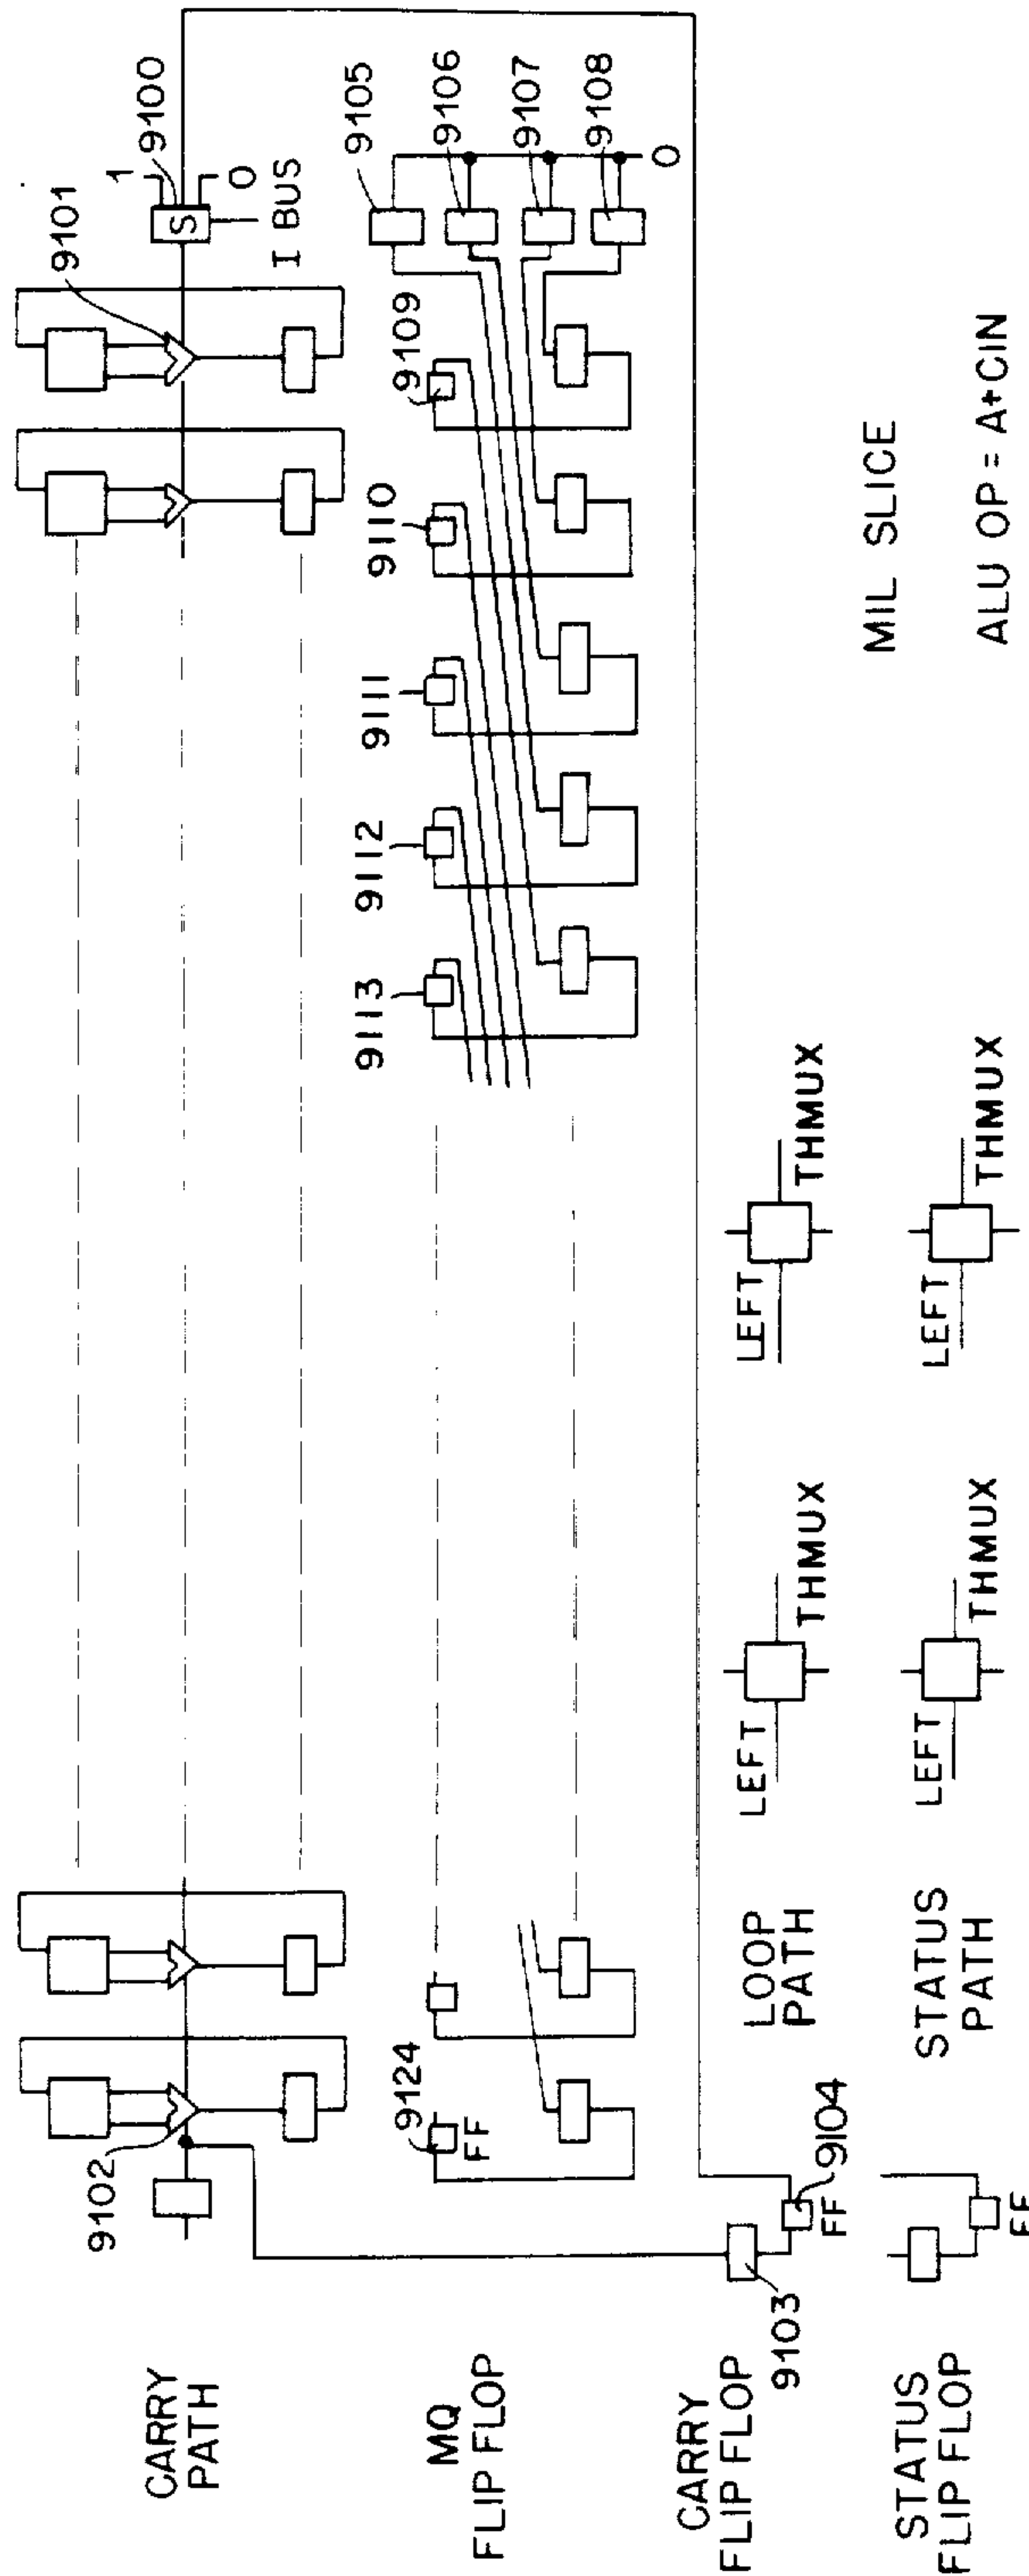 CARRY
PATH
9102
9101
1
S
9100
0
I BUS
MQ
FLIP FLOP
9124
FF
9113
9112
9111
9110
9109
9105
9106
9107
9108
0
CARRY
FLIP FLOP
9103
9104
FF
LOOP
PATH
LEFT
THMUX
LEFT
THMUX
STATUS
FLIP FLOP
FF
STATUS
PATH
LEFT
THMUX
LEFT
THMUX
MIL SLICE
ALU OP = A+CIN